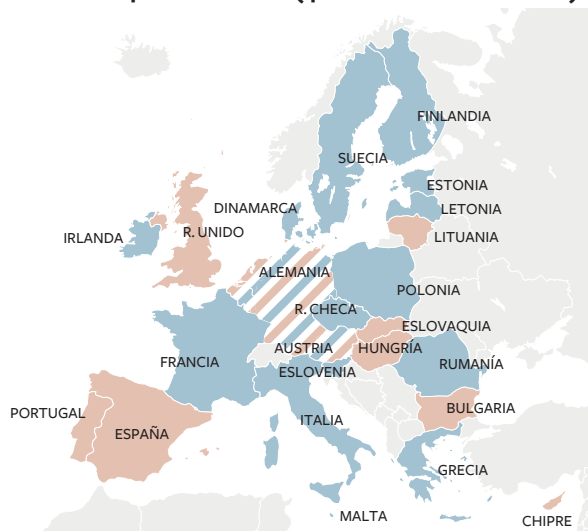 FINLANDIA
SUECIA
ESTONIA
DINAMARCA
LETONIA
R. UNIDO
LITUANIA
IRLANDA
ALEMANIA
POLONIA
R. CHECA
ESLOVAQUIA
AUSTRIA
HUNGRÍA
FRANCIA
ESLOVENIA
RUMANÍA
BULGARIA
PORTUGAL
ITALIA
ESPAÑA
GRECIA
MALTA
CHIPRE